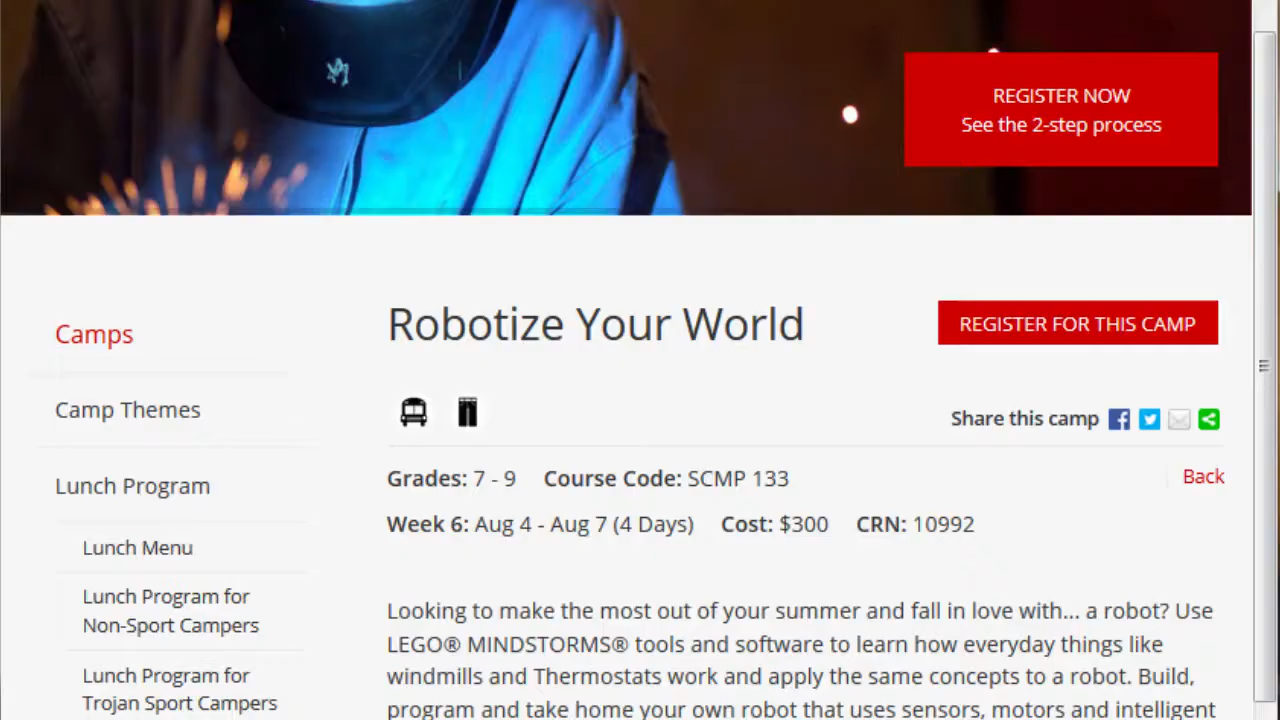 REGISTER NOW
See the 2-step process
Robotize Your World
REGISTER FOR THIS CAMP
Camps
Camp Themes
Lunch Program
Lunch Menu
Lunch Program for
Non-Sport Campers
Lunch Program for
Trojan Sport Campers
Share this camp
Grades: 7 - 9 Course Code: SCMP 133
Back
Week 6: Aug 4 - Aug 7 (4 Days) Cost: $300 CRN: 10992
Looking to make the most out of your summer and fall in love with... a robot? Use
LEGO® MINDSTORMS® tools and software to learn how everyday things like
windmills and Thermostats work and apply the same concepts to a robot. Build,
program and take home your own robot that uses sensors, motors and intelligent